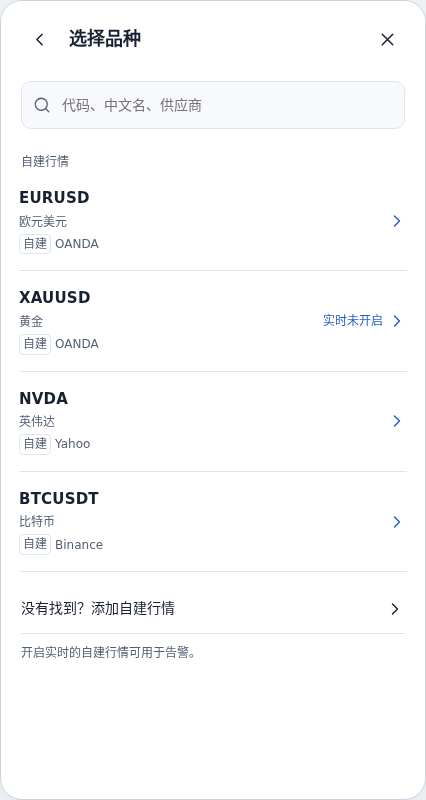 选择品种
代码、中文名、供应商
自建行情
EURUSD
欧元美元
自建 OANDA
XAUUSD
黄金
实时未开启
自建 OANDA
NVDA
英伟达
自建 Yahoo
BTCUSDT
比特币
自建 Binance
没有找到？添加自建行情
开启实时的自建行情可用于告警。